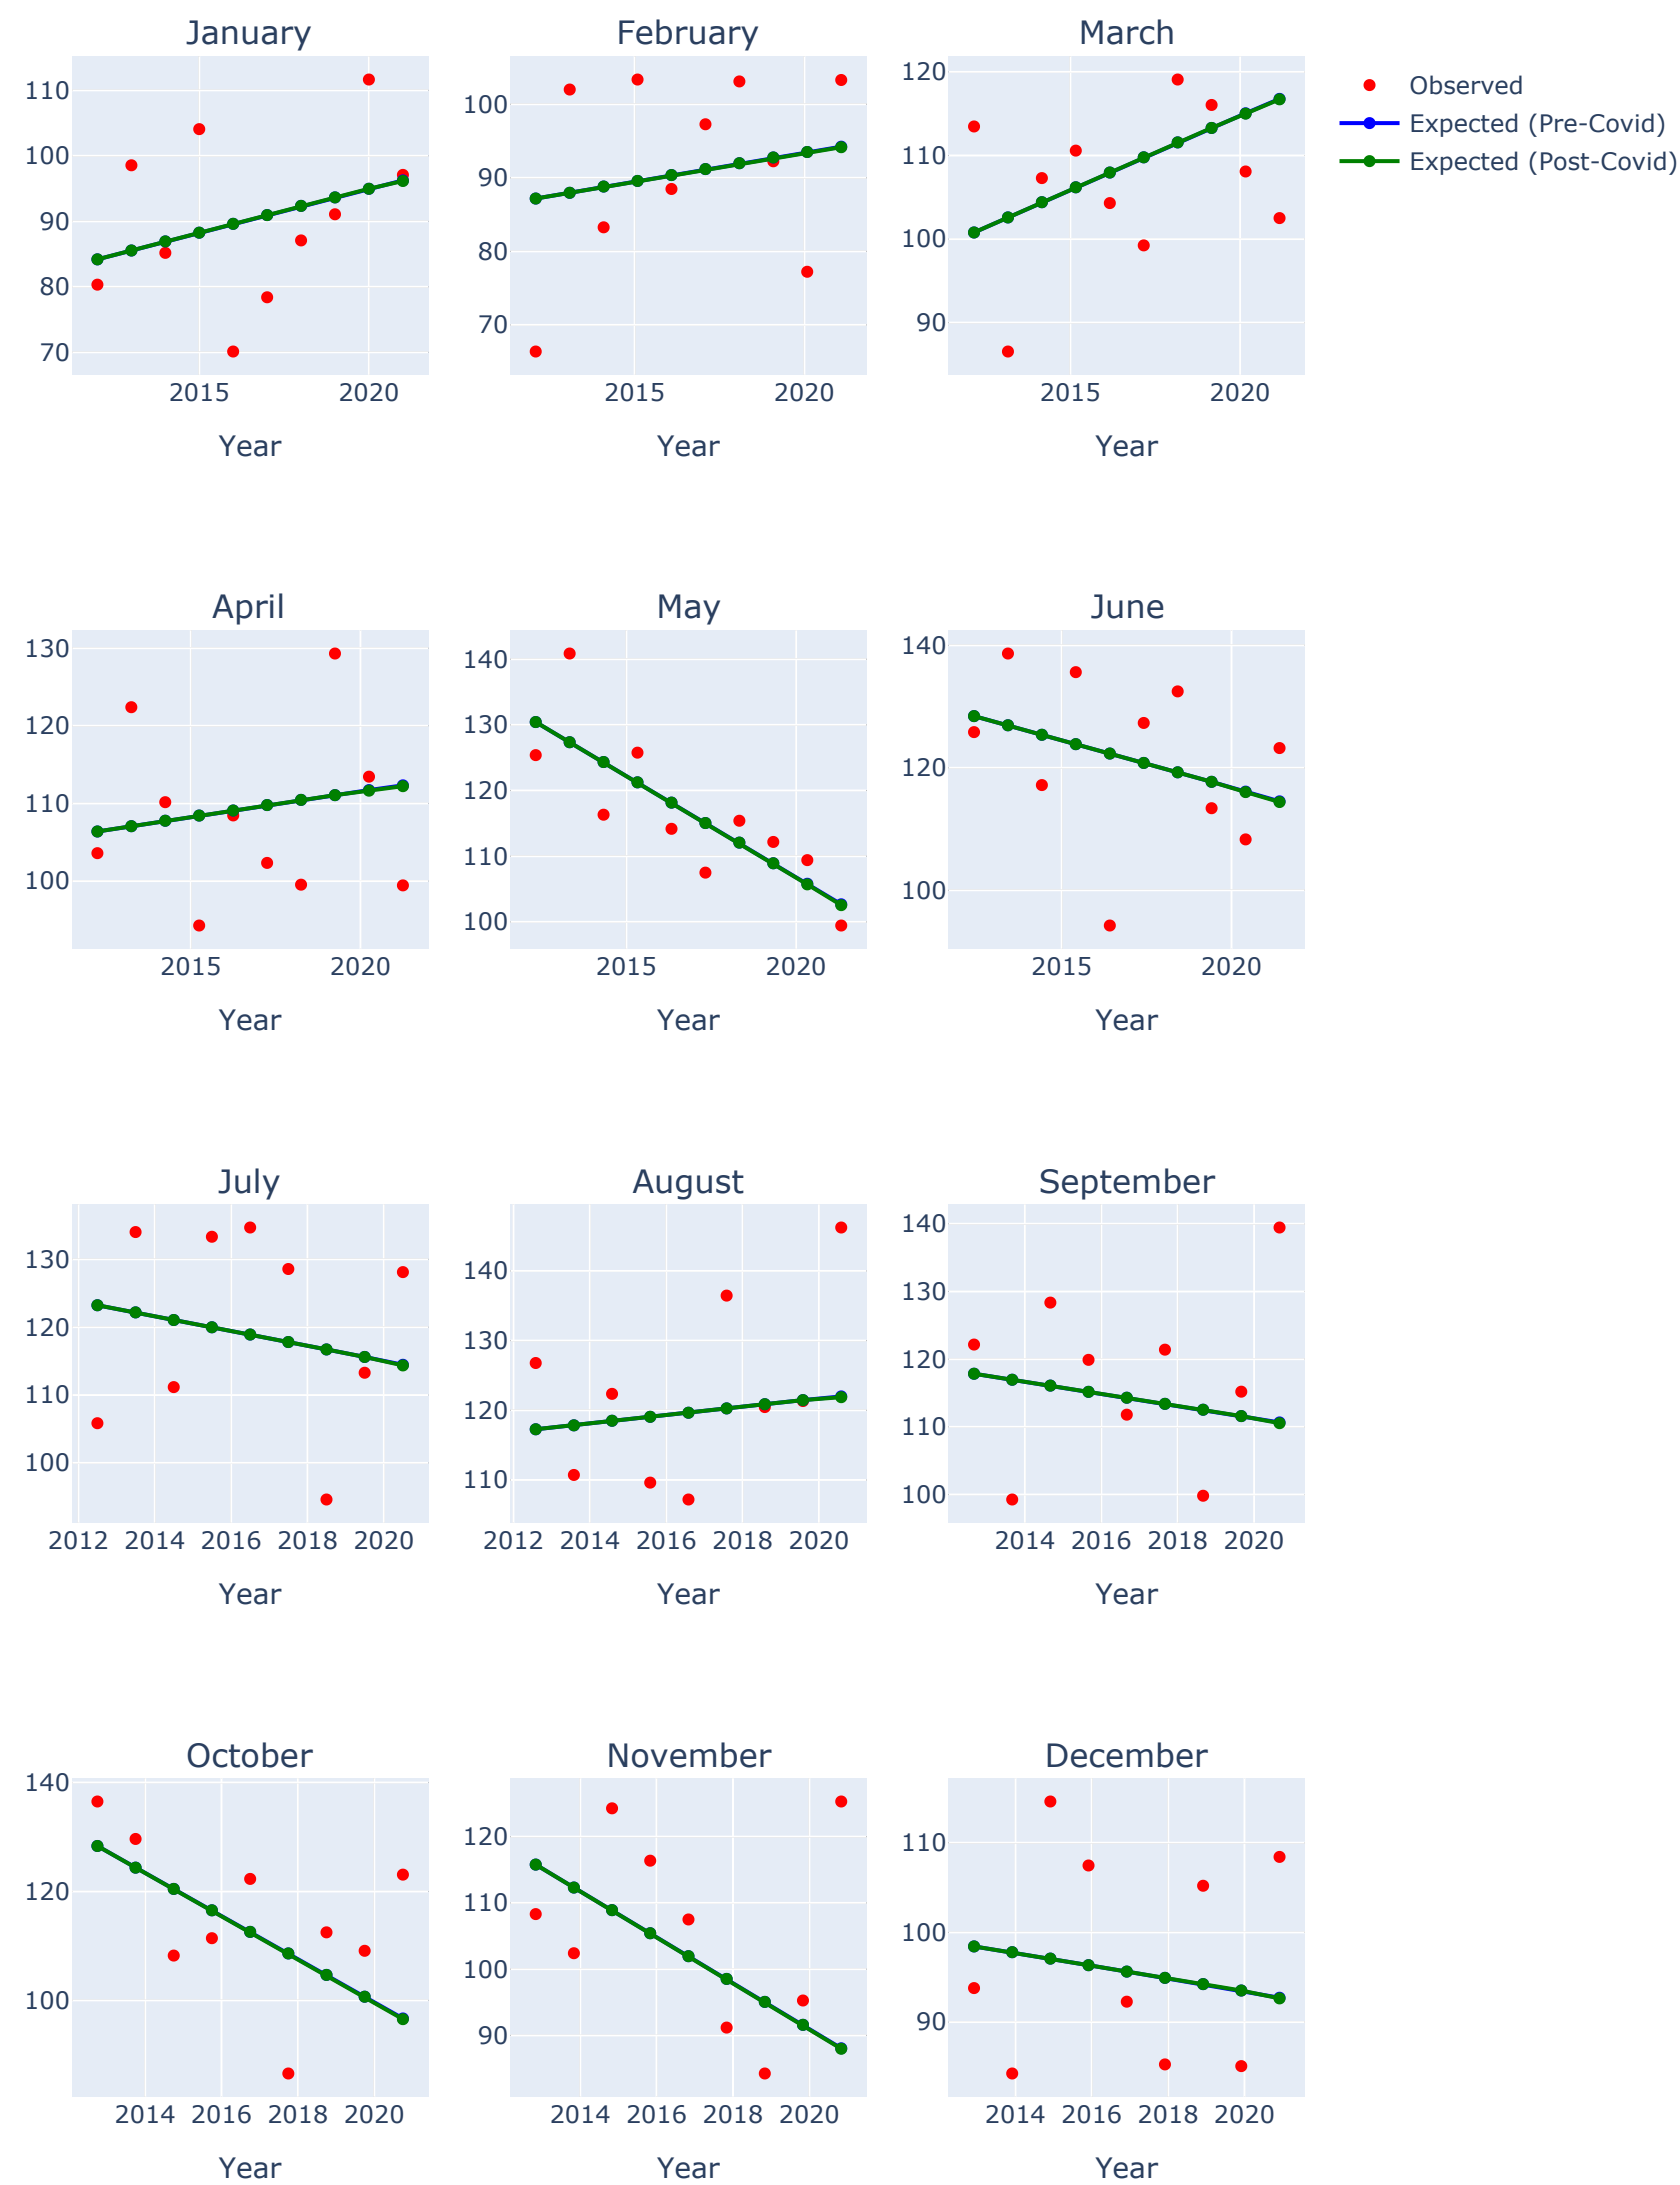 January
February
March
110
100
90
80
70
2015
2020
Year
100
90
80
70
2015
2020
Year
120
110
100
90
2015
2020
Year
Observed
Expected (Pre-Covid)
Expected (Post-Covid)
April
May
June
130
120
110
100
2015
2020
Year
140
130
120
110
100
2015
2020
Year
140
120
100
2015
2020
Year
July
August
September
130
120
110
100
2012 2014 2016 2018 2020
Year
140
130
120
110
2012 2014 2016 2018 2020
Year
140
130
120
110
100
2014 2016 2018 2020
Year
October
November
December
140
120
100
2014 2016 2018 2020
Year
120
110
100
90
2014 2016 2018 2020
Year
110
100
90
2014 2016 2018 2020
Year